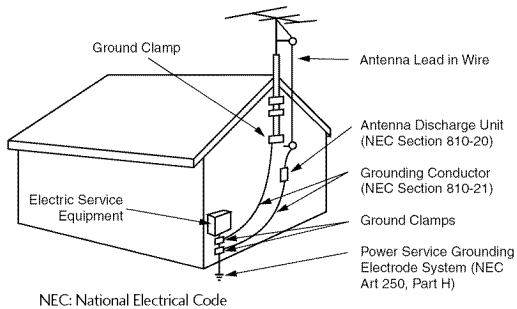 Ground Clamp
Antenna Lead in Wire
Antenna Discharge Unit
(NEC Section 810-20)
Grounding Conductor
(NEC Section 810-21)
Electric Service
Equipment
Ground Clamps
Power Service Grounding
Electrode System (NEC
Art 250, Part H)
NEC: National Electrical Code